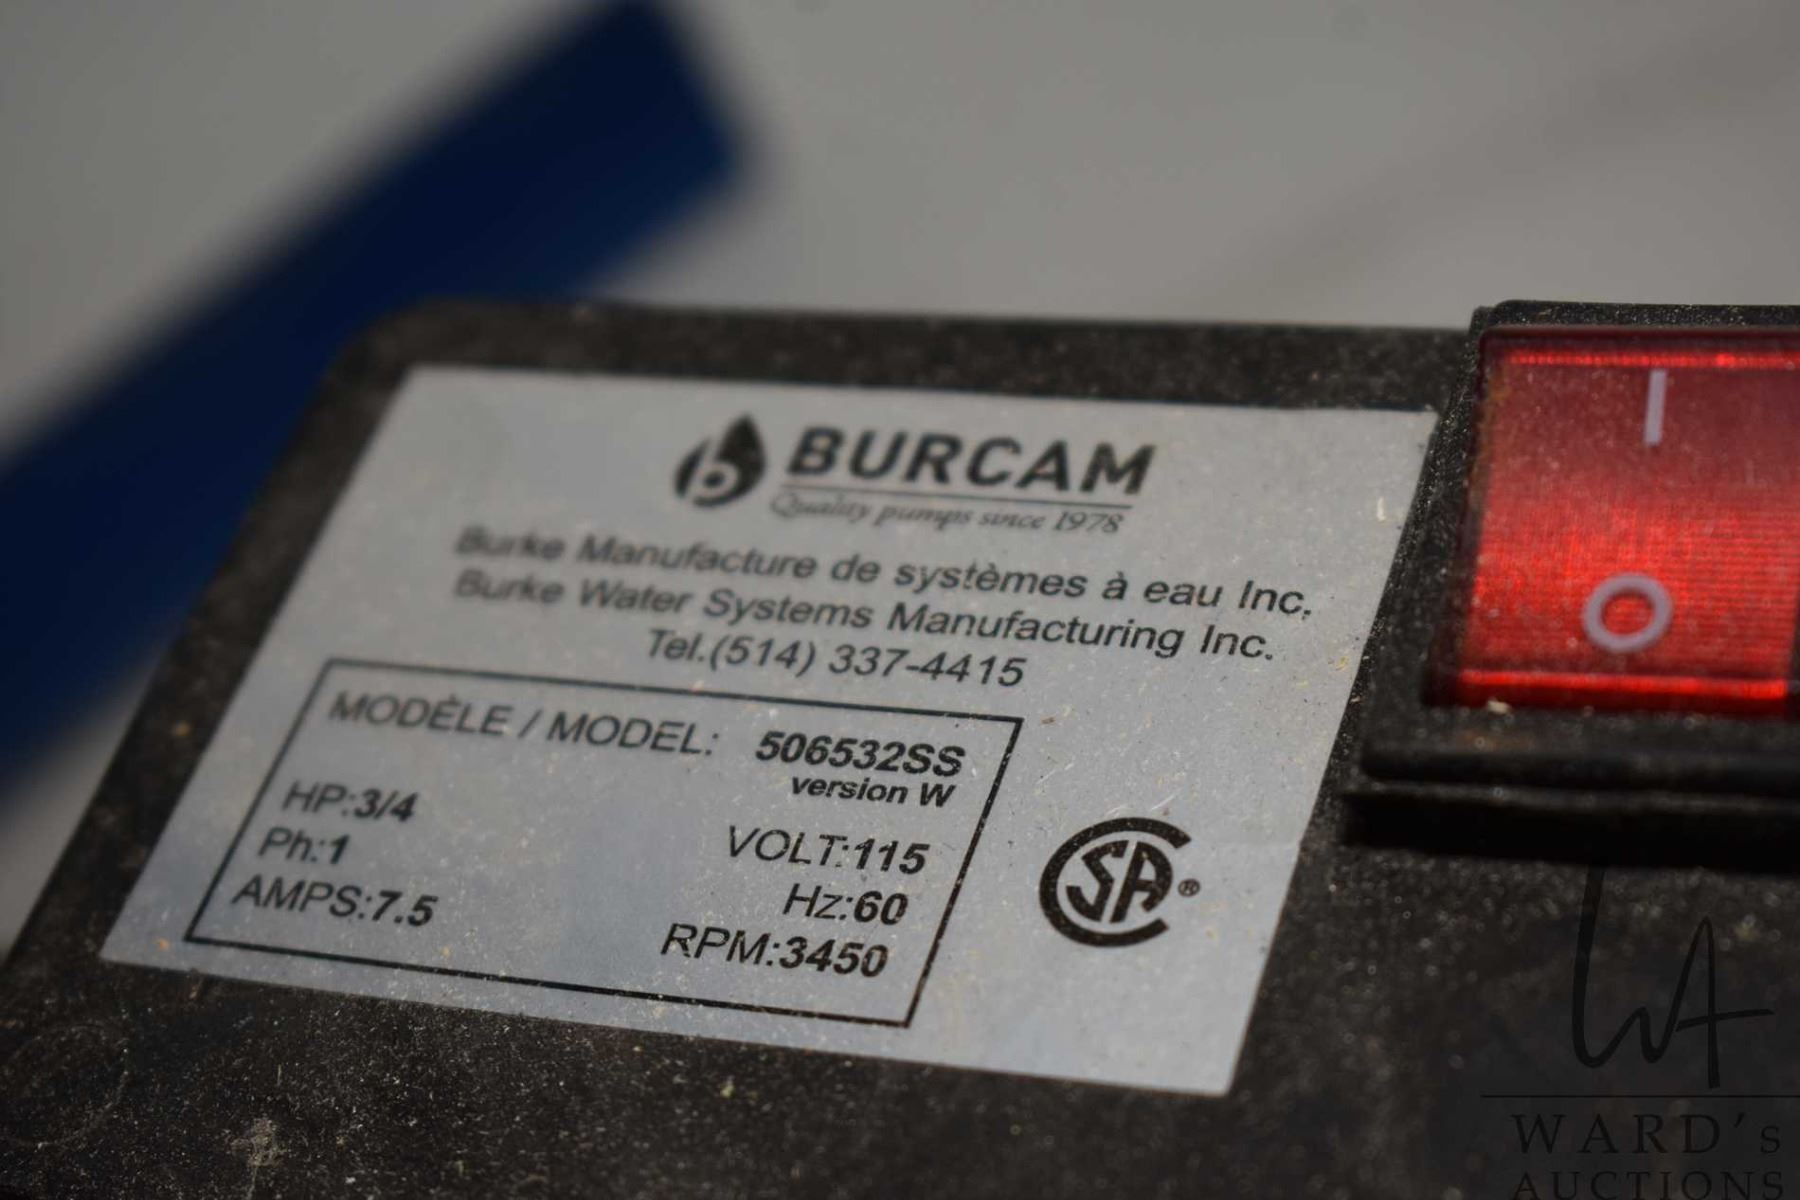 BURCAM
Quality pumps since 1978
Burke Manufacture de systèmes à eau Inc.
Burke Water Systems Manufacturing Inc.
Tel.(514) 337-4415
MODÈLE / MODEL: 506532SS
version W
HP:3/4
VOLT:115
Ph:1
Hz:60
AMPS:7.5
RPM:3450
CSA®
I
O
WA
WARD's
AUCTIONS